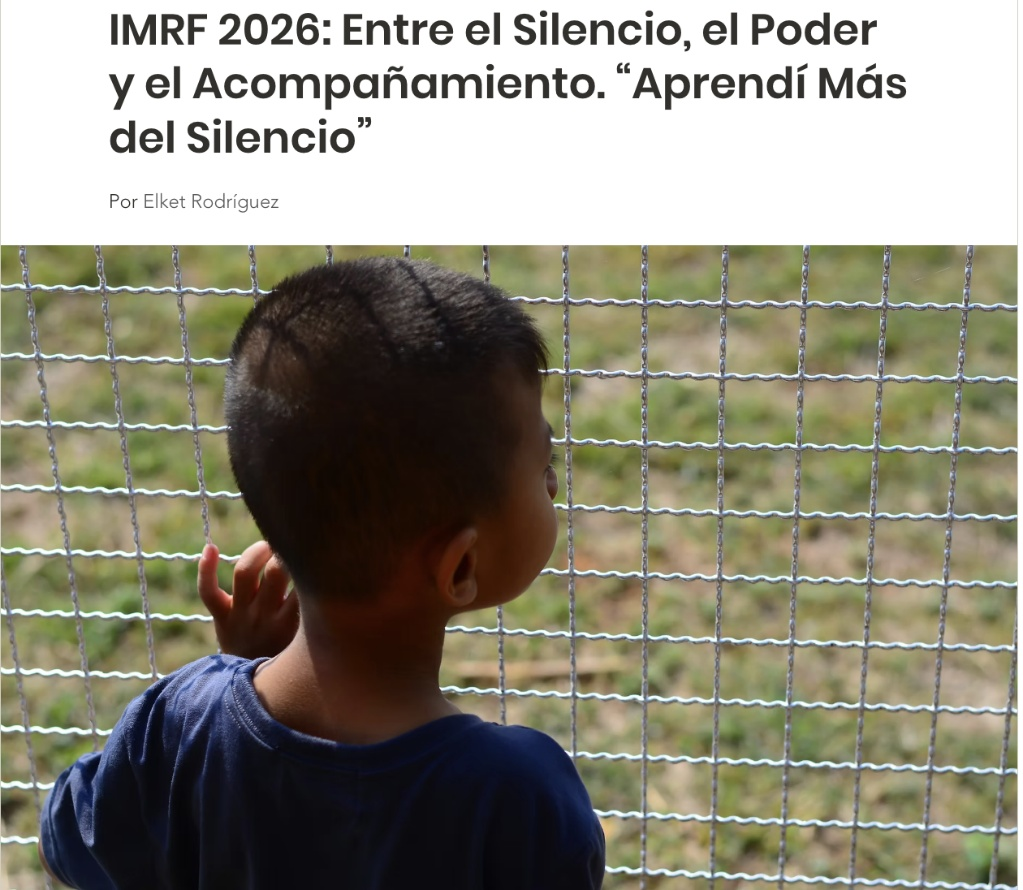 IMRF 2026: Entre el Silencio, el Poder
y el Acompañamiento. “Aprendí Más
del Silencio”
Por Elket Rodríguez